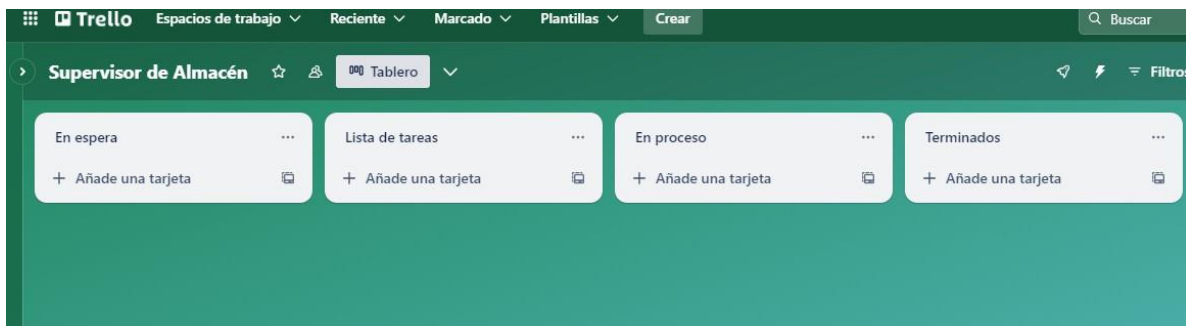 Trello Espacios de trabajo Reciente Marcado Plantillas Crear Buscar
Supervisor de Almacén Tablero Filtros
En espera Lista de tareas En proceso Terminados
+ Añade una tarjeta + Añade una tarjeta + Añade una tarjeta + Añade una tarjeta